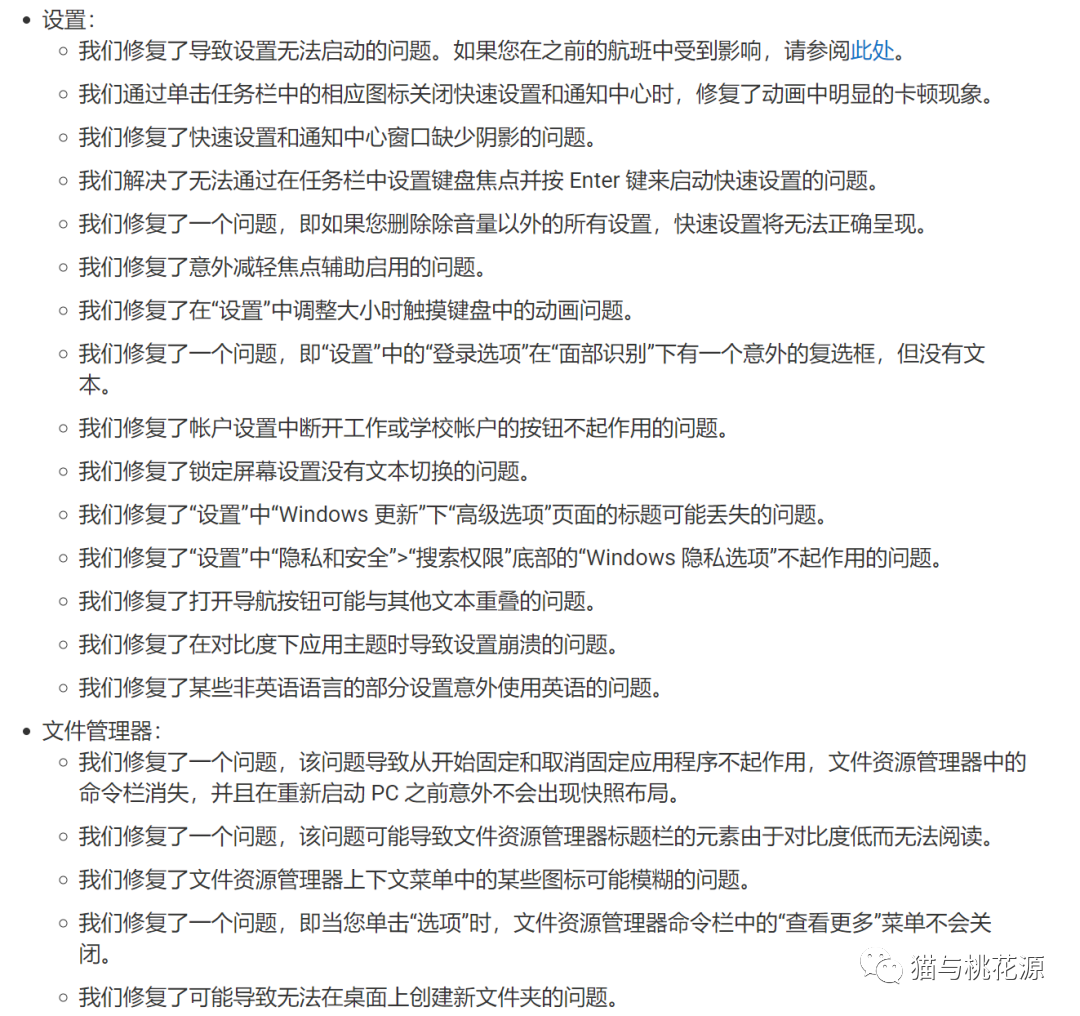 • 设置：
○ 我们修复了导致设置无法启动的问题。如果您在之前的航班中受到影响，请参阅此处。
○ 我们通过单击任务栏中的相应图标关闭快速设置和通知中心时，修复了动画中明显的卡顿现象。
○ 我们修复了快速设置和通知中心窗口缺少阴影的问题。
○ 我们解决了无法通过在任务栏中设置键盘焦点并按 Enter 键来启动快速设置的问题。
○ 我们修复了一个问题，即如果您删除除音量以外的所有设置，快速设置将无法正确呈现。
○ 我们修复了意外减轻焦点辅助启用的问题。
○ 我们修复了在“设置”中调整大小时触摸键盘中的动画问题。
○ 我们修复了一个问题，即“设置”中的“登录选项”在“面部识别”下有一个意外的复选框，但没有文
本。
○ 我们修复了帐户设置中断开工作或学校帐户的按钮不起作用的问题。
○ 我们修复了锁定屏幕设置没有文本切换的问题。
○ 我们修复了“设置”中“Windows 更新”下“高级选项”页面的标题可能丢失的问题。
○ 我们修复了“设置”中“隐私和安全”>“搜索权限”底部的“Windows 隐私选项”不起作用的问题。
○ 我们修复了打开导航按钮可能与其他文本重叠的问题。
○ 我们修复了在对比度下应用主题时导致设置崩溃的问题。
○ 我们修复了某些非英语语言的部分设置意外使用英语的问题。
• 文件管理器：
○ 我们修复了一个问题，该问题导致从开始固定和取消固定应用程序不起作用，文件资源管理器中的
命令栏消失，并且在重新启动 PC 之前意外不会出现快照布局。
○ 我们修复了一个问题，该问题可能导致文件资源管理器标题栏的元素由于对比度低而无法阅读。
○ 我们修复了文件资源管理器上下文菜单中的某些图标可能模糊的问题。
○ 我们修复了一个问题，即当您单击“选项”时，文件资源管理器命令栏中的“查看更多”菜单不会关
闭。
○ 我们修复了可能导致无法在桌面上创建新文件夹的问题。
猫与桃花源